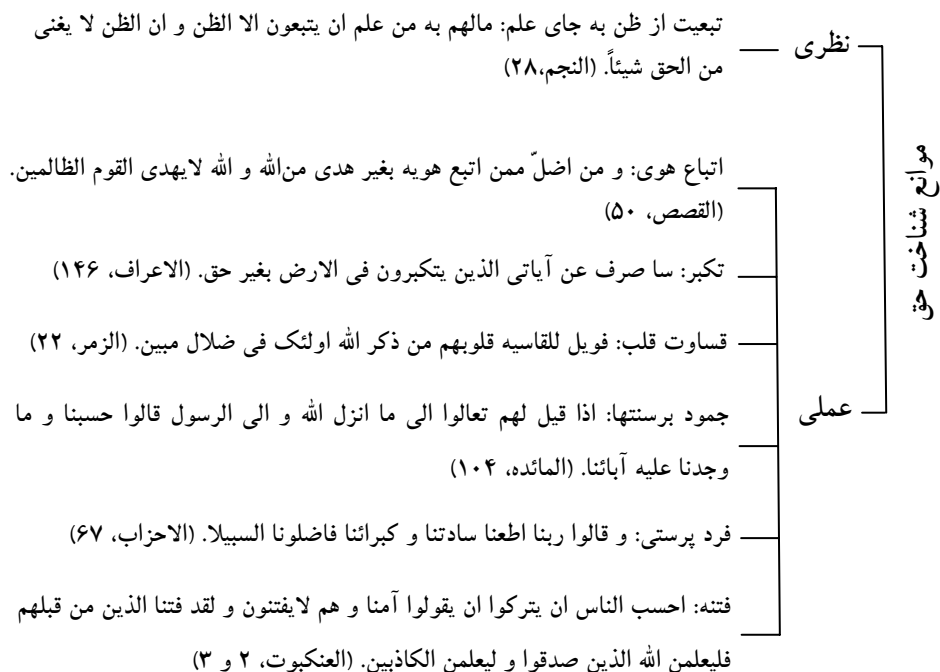 موانع شناخت حق
نظری
تبعیت از ظن به جای علم: مالهم به من علم ان یتبعون الا الظن و ان الظن لا یغنی
من الحق شیئاً. (النجم،۲۸)
عملی
اتباع هوی: و من اضلّ ممن اتبع هویه بغیر هدی من‌الله و الله لایهدی القوم الظالمین.
(القصص، ۵۰)
تکبر: سا صرف عن آیاتی الذین یتکبرون فی الارض بغیر حق. (الاعراف، ۱۴۶)
قساوت قلب: فویل للقاسیه قلوبهم من ذکر الله اولئک فی ضلال مبین. (الزمر، ۲۲)
جمود برسنتها: اذا قیل لهم تعالوا الی ما انزل الله و الی الرسول قالوا حسبنا و ما
وجدنا علیه آبائنا. (المائده، ۱۰۴)
فرد پرستی: و قالوا ربنا اطعنا سادتنا و کبرائنا فاضلونا السبیلا. (الاحزاب، ۶۷)
فتنه: احسب الناس ان یترکوا ان یقولوا آمنا و هم لایفتنون و لقد فتنا الذین من قبلهم
فلیعلمن الله الذین صدقوا و لیعلمن الکاذبین. (العنکبوت، ۲ و ۳)